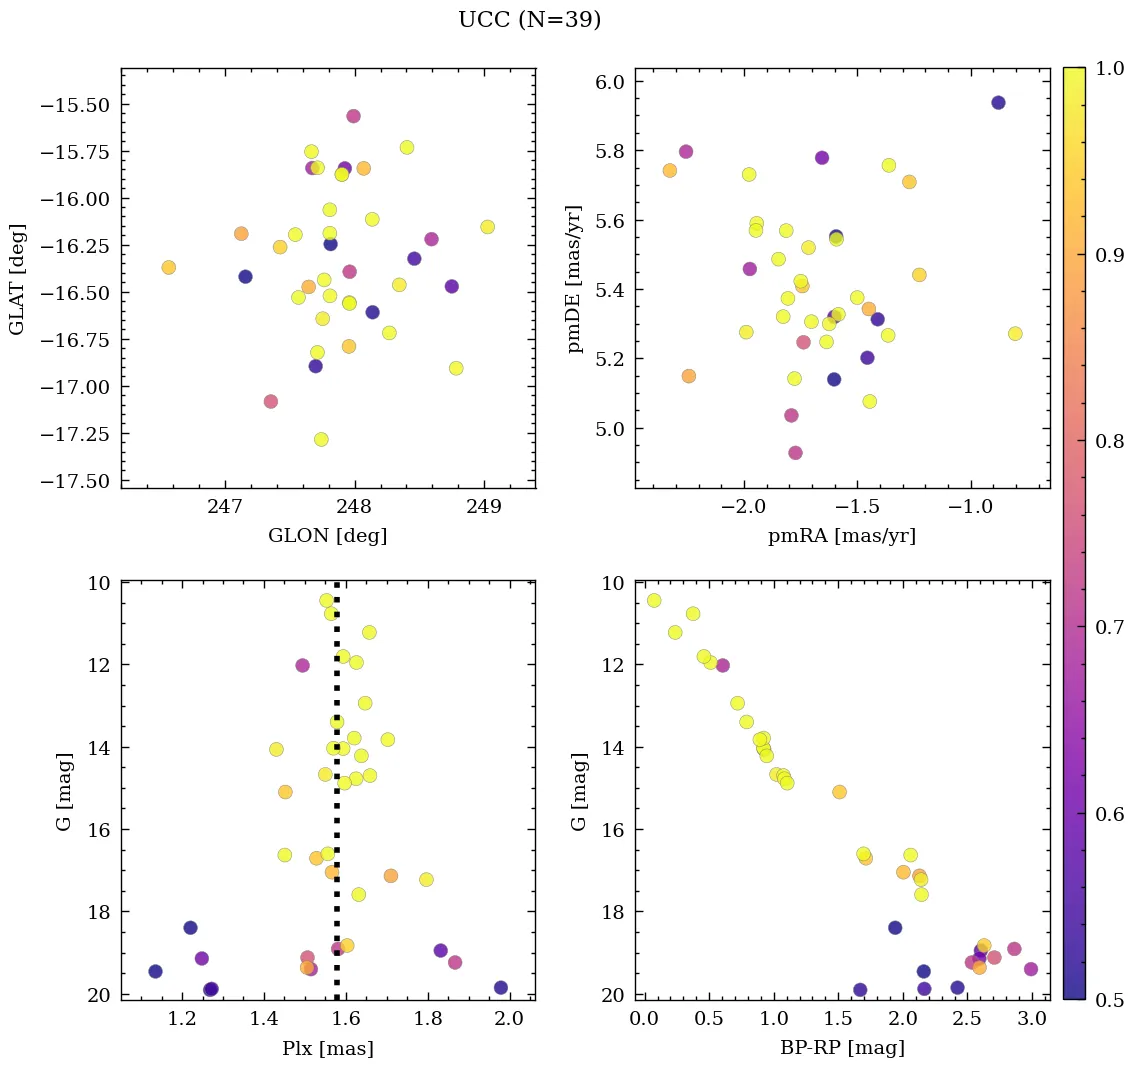 UCC (N=39)
−15.50
−15.75
−16.00
−16.25
−16.50
−16.75
−17.00
−17.25
−17.50
GLAT [deg]
247 248 249
GLON [deg]
6.0
5.8
5.6
5.4
5.2
5.0
pmDE [mas/yr]
−2.0 −1.5 −1.0
pmRA [mas/yr]
1.0
0.9
0.8
0.7
0.6
0.5
10
12
14
16
18
20
G [mag]
1.2 1.4 1.6 1.8 2.0
Plx [mas]
10
12
14
16
18
20
G [mag]
0.0 0.5 1.0 1.5 2.0 2.5 3.0
BP-RP [mag]